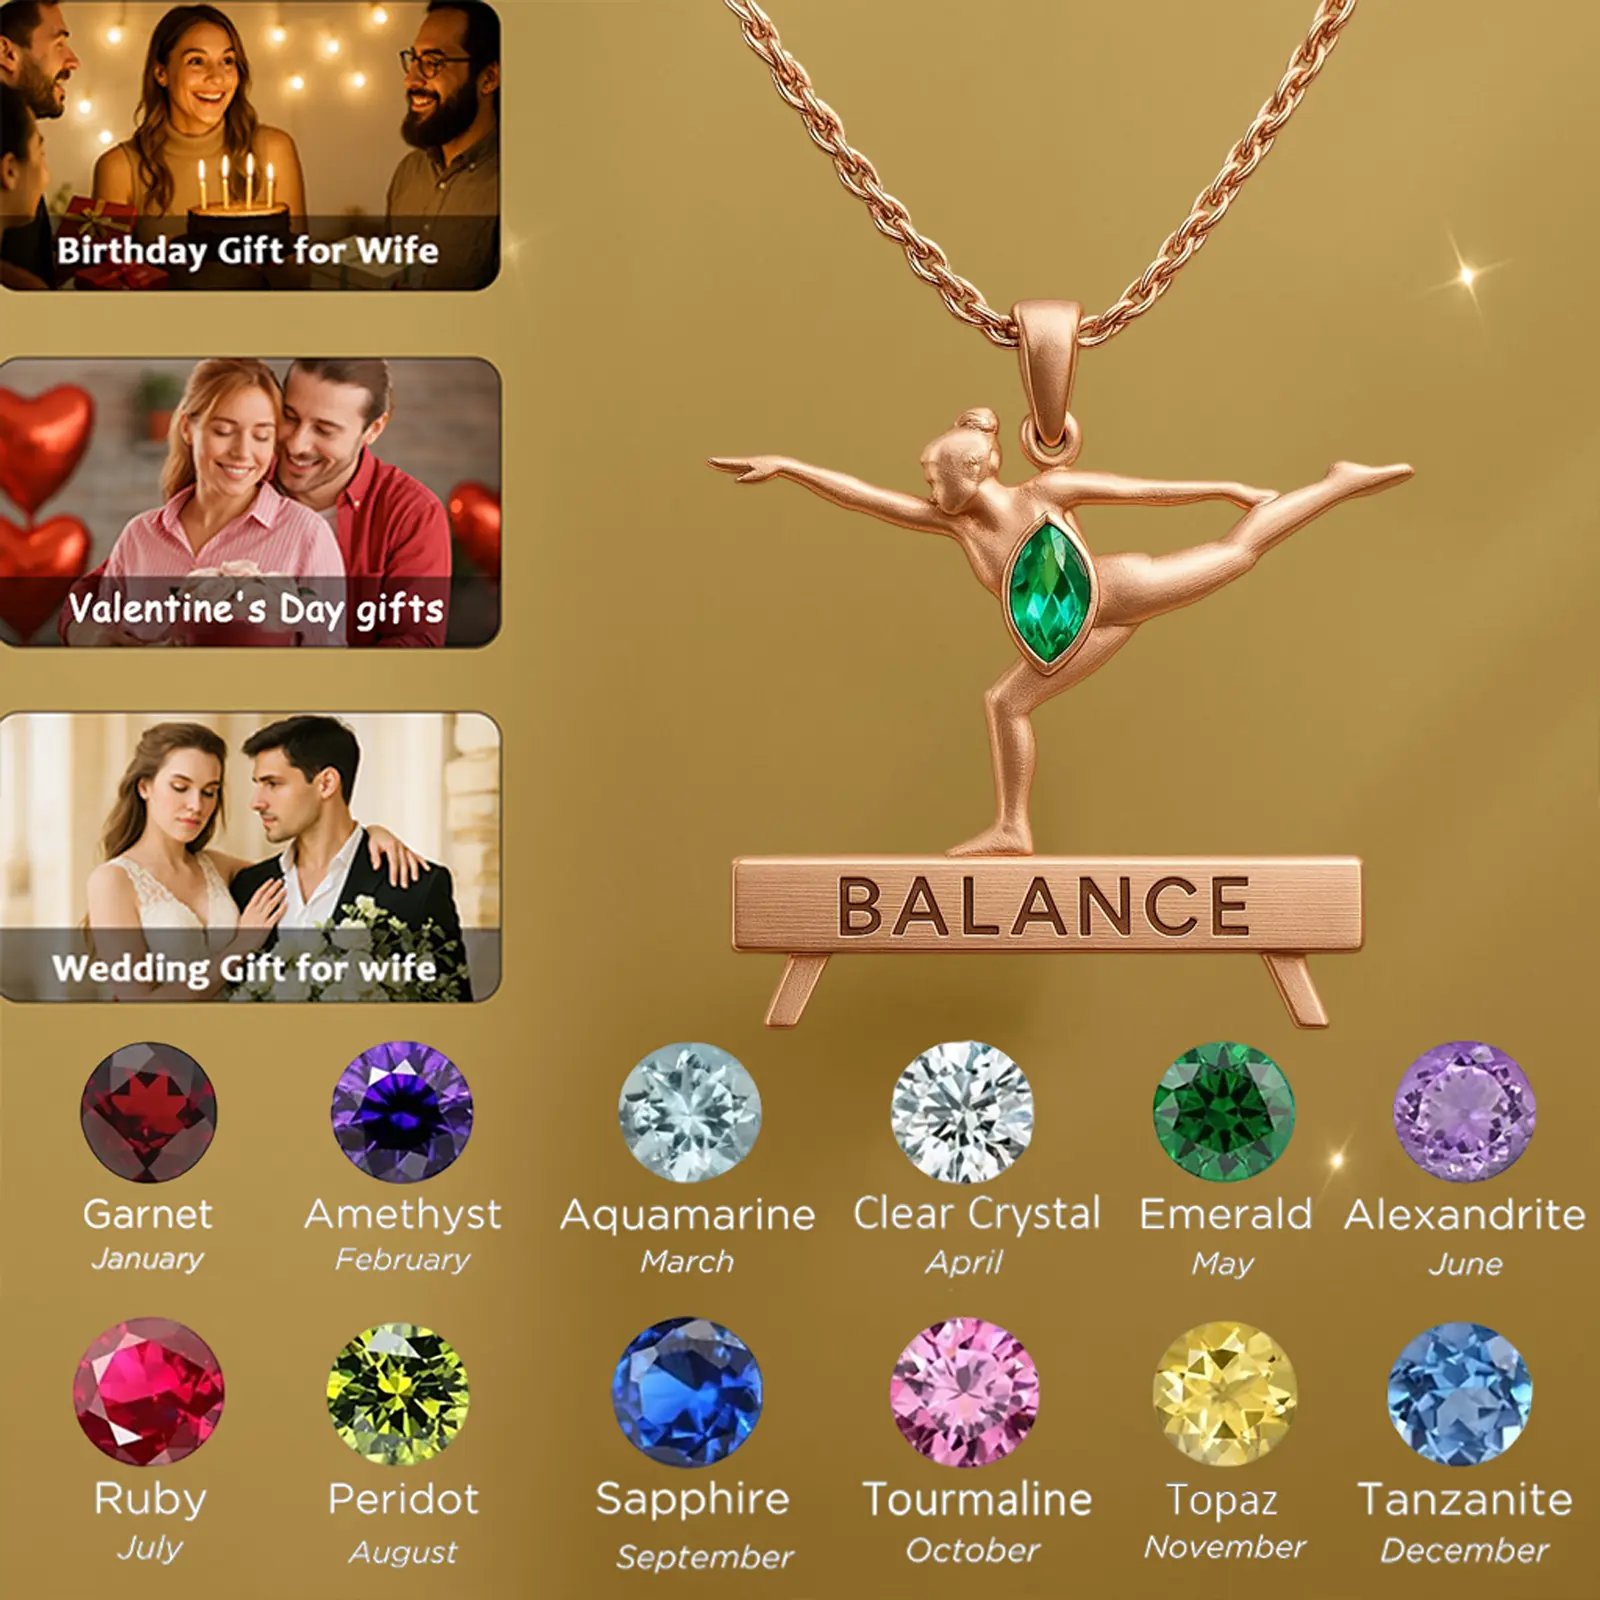 Birthday Gift for Wife
Valentine's Day gifts
Wedding Gift for wife
BALANCE
Garnet
January
Amethyst
February
Aquamarine
March
Clear Crystal
April
Emerald
May
Alexandrite
June
Ruby
July
Peridot
August
Sapphire
September
Tourmaline
October
Topaz
November
Tanzanite
December